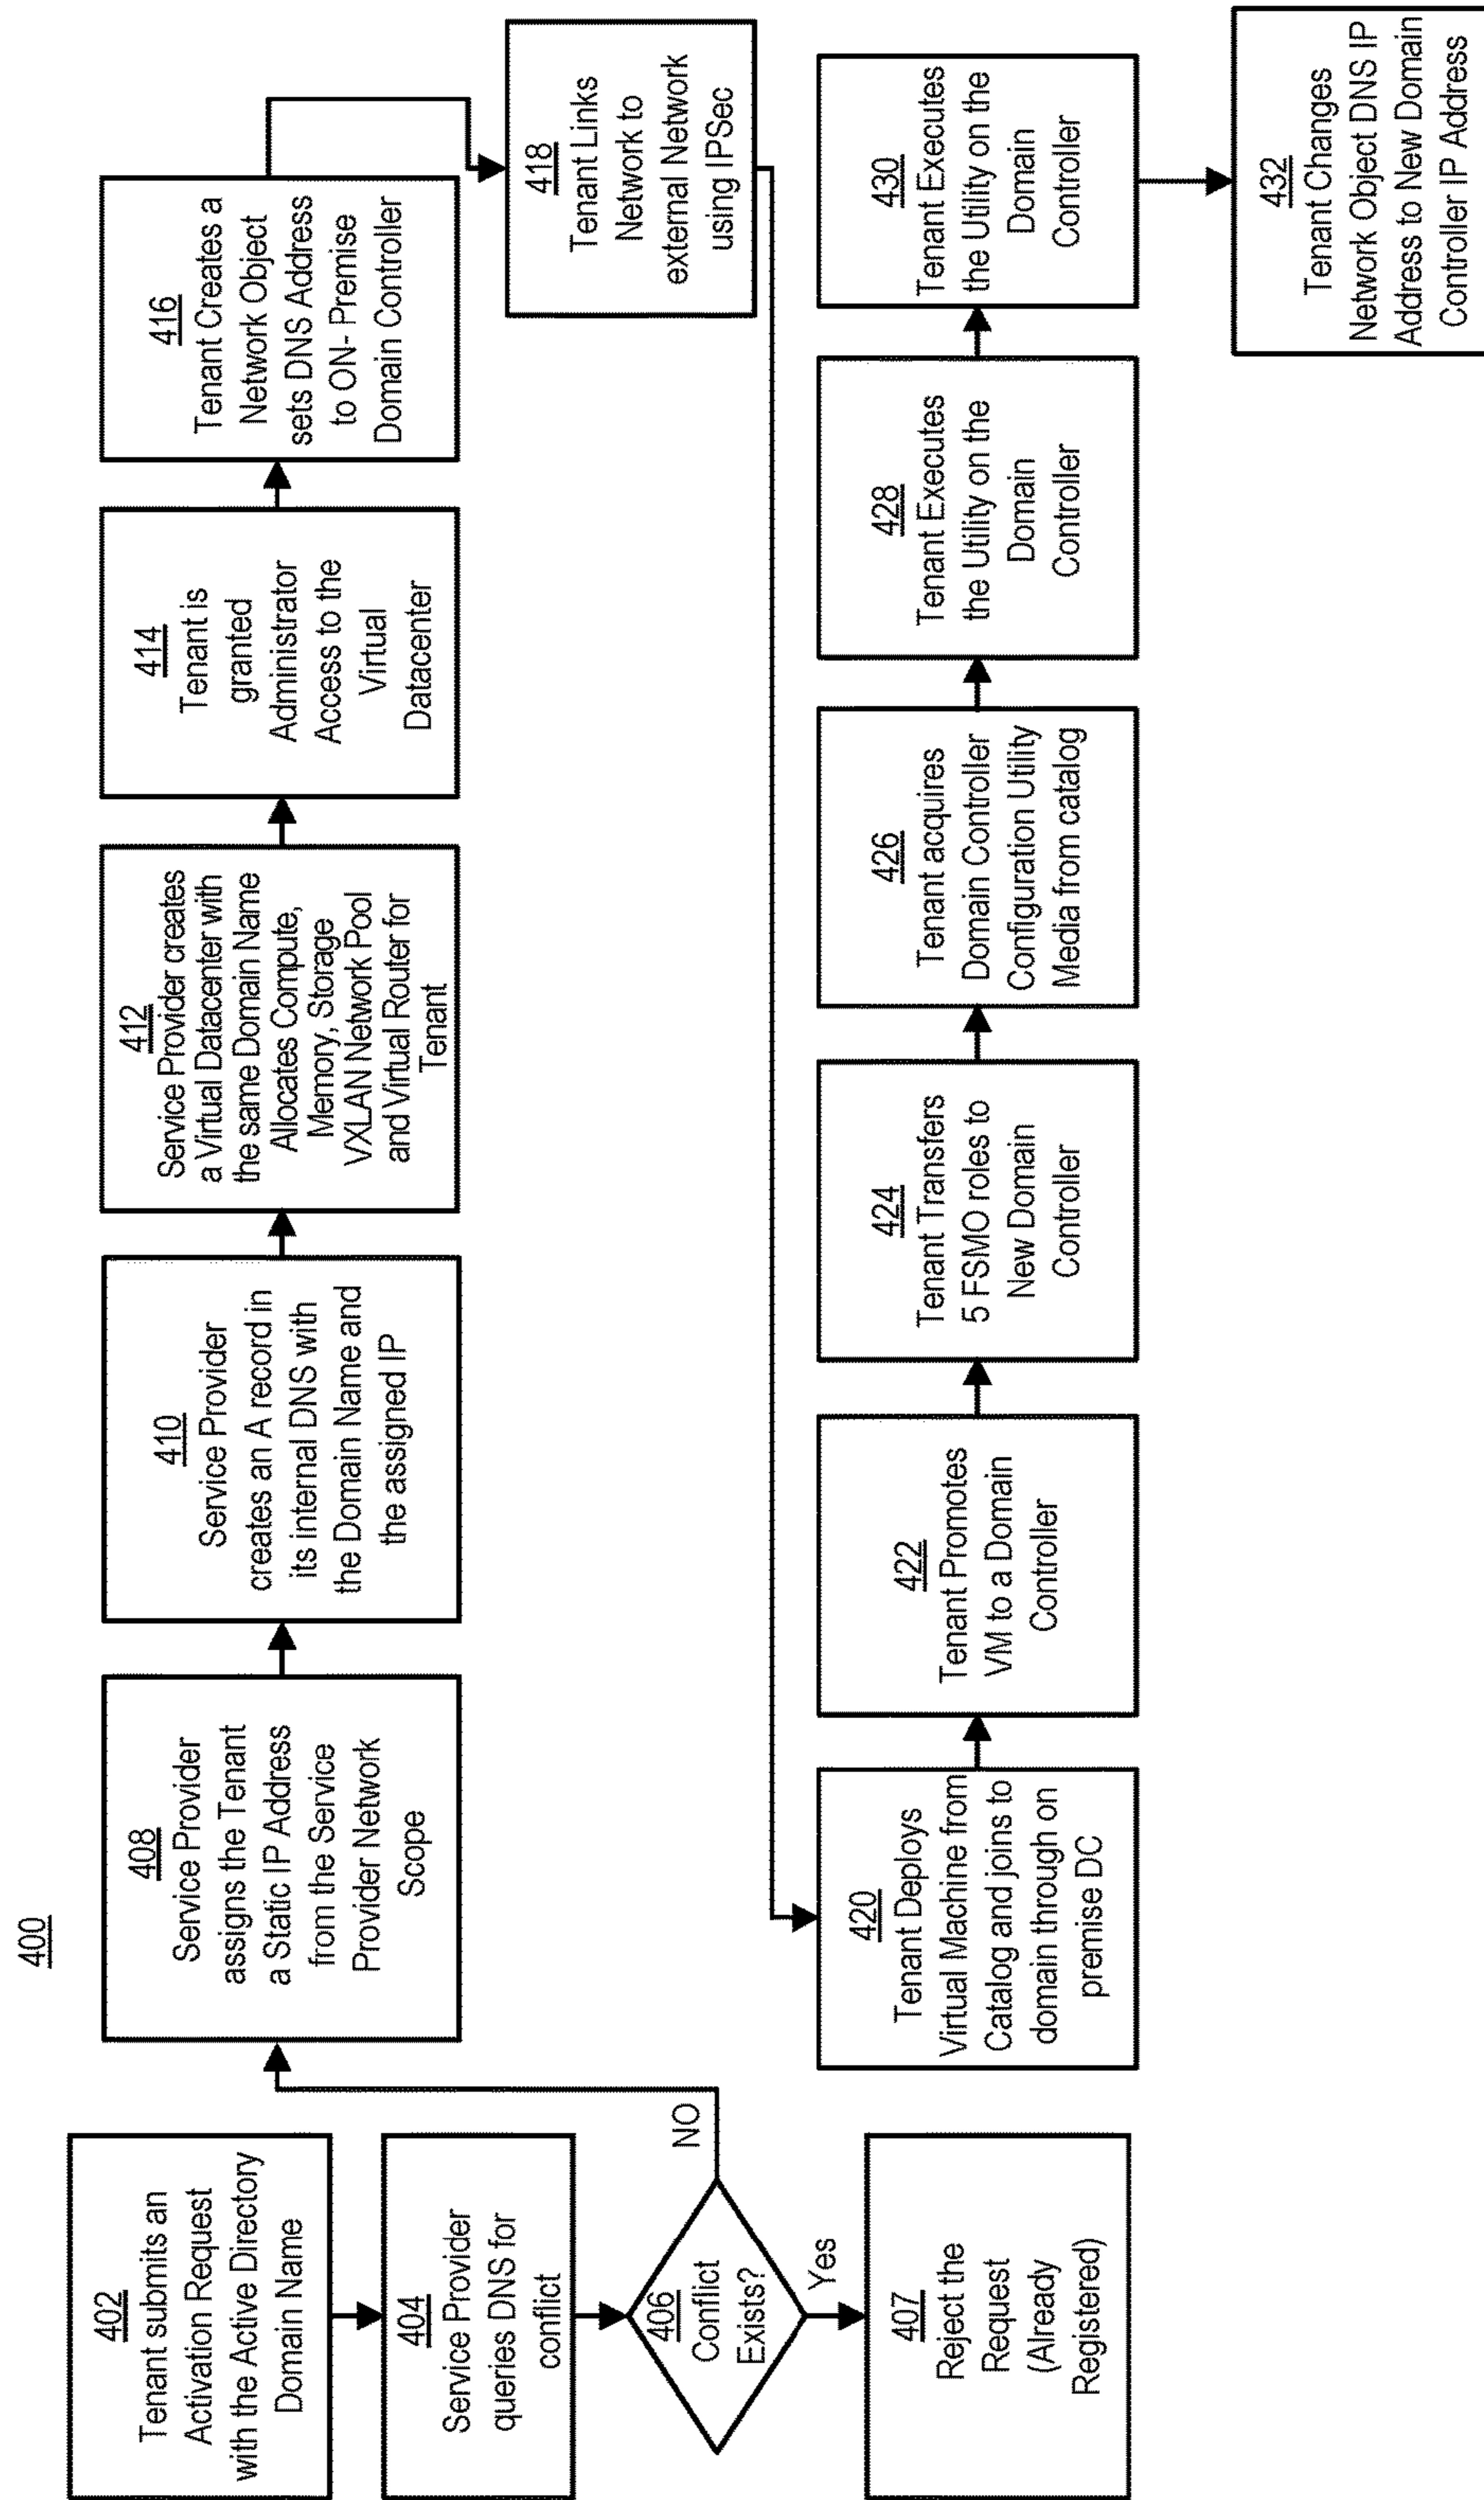 400
402
Tenant submits an
Activation Request
with the Active Directory
Domain Name
404
Service Provider
queries DNS for
conflict
406
Conflict
Exists?
NO
Yes
407
Reject the
Request
(Already
Registered)
408
Service Provider
assigns the Tenant
a Static IP Address
from the Service
Provider Network
Scope
410
Service Provider
creates an A record in
its internal DNS with
the Domain Name and
the assigned IP
412
Service Provider creates
a Virtual Datacenter with
the same Domain Name
Allocates Compute,
Memory, Storage
VXLAN Network Pool
and Virtual Router for
Tenant
414
Tenant is
granted
Administrator
Access to the
Virtual
Datacenter
416
Tenant Creates a
Network Object
sets DNS Address
to ON- Premise
Domain Controller
418
Tenant Links
Network to
external Network
using IPSec
420
Tenant Deploys
Virtual Machine from
Catalog and joins to
domain through on
premise DC
422
Tenant Promotes
VM to a Domain
Controller
424
Tenant Transfers
5 FSMO roles to
New Domain
Controller
426
Tenant acquires
Domain Controller
Configuration Utility
Media from catalog
428
Tenant Executes
the Utility on the
Domain
Controller
430
Tenant Executes
the Utility on the
Domain
Controller
432
Tenant Changes
Network Object DNS IP
Address to New Domain
Controller IP Address